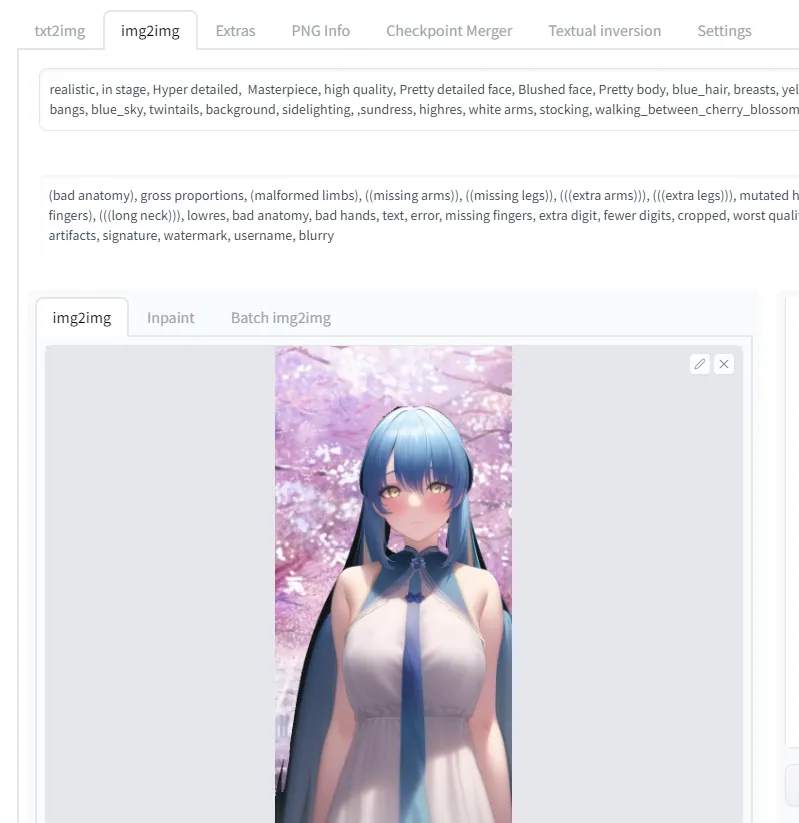 txt2img img2img Extras PNG Info Checkpoint Merger Textual inversion Settings
realistic, in stage, Hyper detailed, Masterpiece, high quality, Pretty detailed face, Blushed face, Pretty body, blue_hair, breasts,
bangs, blue_sky, twintails, background, sidelighting, ,sundress, highres, white arms, stocking, walking_between_cherry_blossom
(bad anatomy), gross proportions, (malformed limbs), ((missing arms)), ((missing legs)), (((extra arms))), (((extra legs))), mutated
fingers), (((long neck))), lowres, bad anatomy, bad hands, text, error, missing fingers, extra digit, fewer digits, cropped, worst
artifacts, signature, watermark, username, blurry
img2img Inpaint Batch img2img